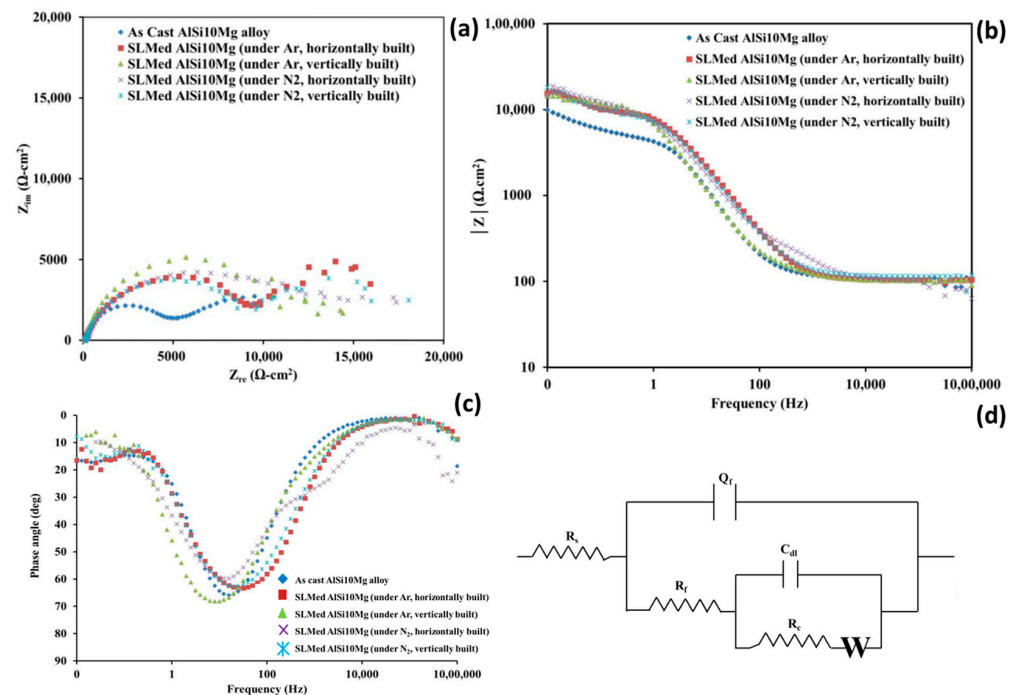 (a)
20,000
15,000
10,000
5000
0
Z_im (Ω-cm²)
As Cast AlSi10Mg alloy
SLMed AlSi10Mg (under Ar, horizontally built)
SLMed AlSi10Mg (under Ar, vertically built)
SLMed AlSi10Mg (under N2, horizontally built)
SLMed AlSi10Mg (under N2, vertically built)
0 5000 10,000 15,000 20,000
Z_re (Ω-cm²)
(b)
1,00,000
10,000
1000
100
10
| Z | (Ω.cm²)
As Cast AlSi10Mg alloy
SLMed AlSi10Mg (under Ar, horizontally built)
SLMed AlSi10Mg (under Ar, vertically built)
SLMed AlSi10Mg (under N2, horizontally built)
SLMed AlSi10Mg (under N2, vertically built)
0 1 100 10,000 10,00,000
Frequency (Hz)
(c)
0
10
20
30
40
50
60
70
80
90
Phase angle (deg)
As cast AlSi10Mg alloy
SLMed AlSi10Mg (under Ar, horizontally built)
SLMed AlSi10Mg (under Ar, vertically built)
SLMed AlSi10Mg (under N₂, horizontally built)
SLMed AlSi10Mg (under N₂, vertically built)
0 1 100 10,000 10,00,000
Frequency (Hz)
(d)
Q_f
R_s
C_dl
R_f
R_c
W